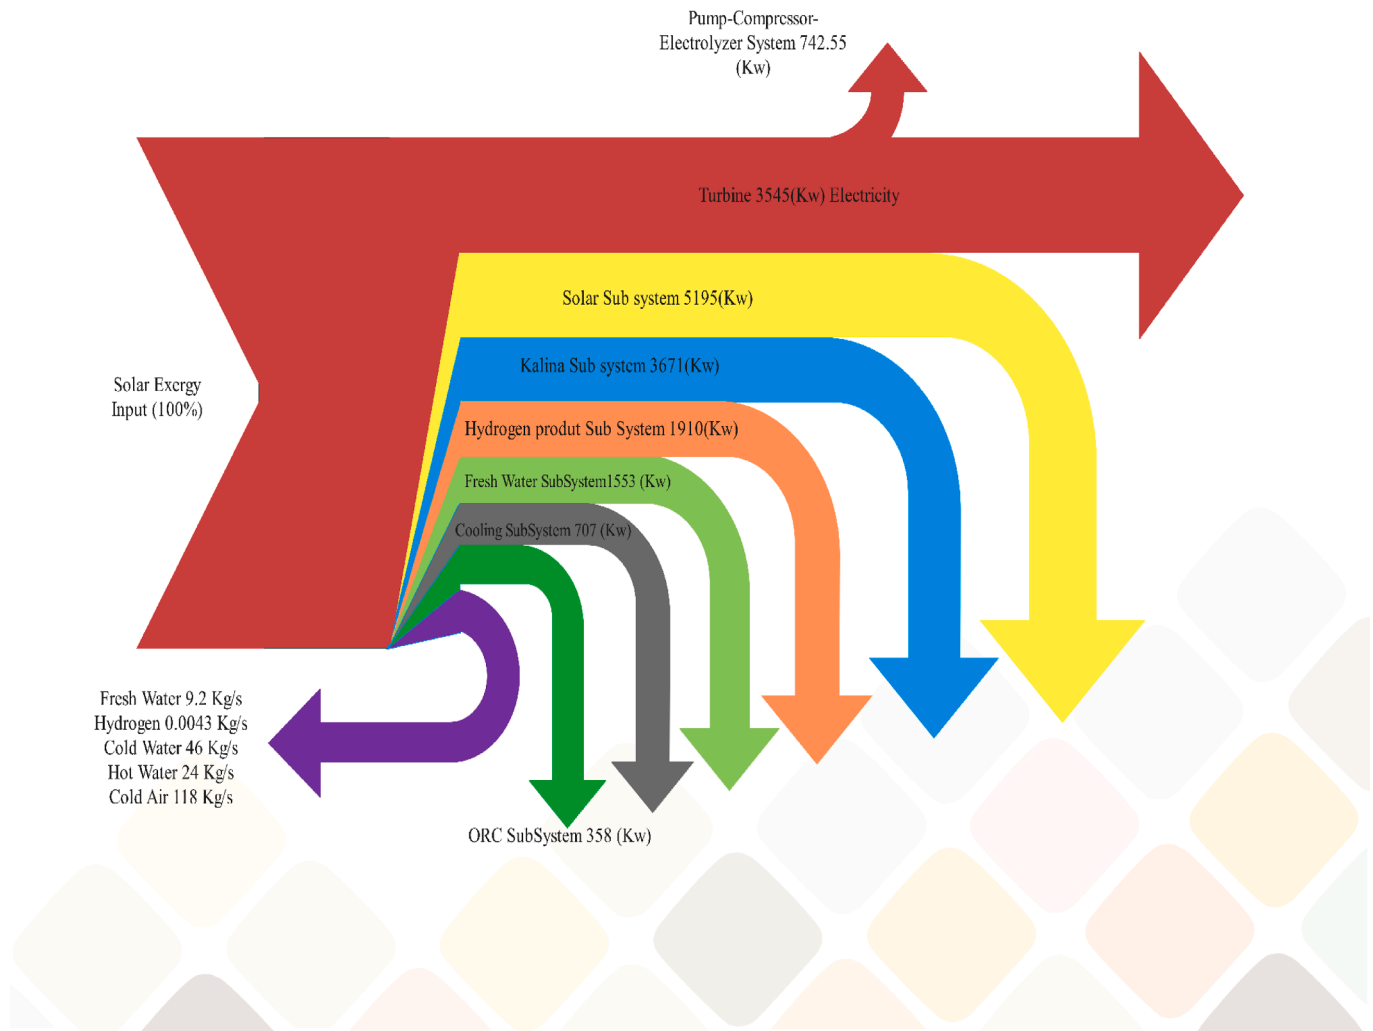 Pump-Compressor-
Electrolyzer System 742.55
(Kw)
Turbine 3545(Kw) Electricity
Solar Sub system 5195(Kw)
Kalina Sub system 3671(Kw)
Solar Exergy
Input (100%)
Hydrogen produt Sub System 1910(Kw)
Fresh Water SubSystem1553 (Kw)
Cooling SubSystem 707 (Kw)
Fresh Water 9.2 Kg/s
Hydrogen 0.0043 Kg/s
Cold Water 46 Kg/s
Hot Water 24 Kg/s
Cold Air 118 Kg/s
ORC SubSystem 358 (Kw)